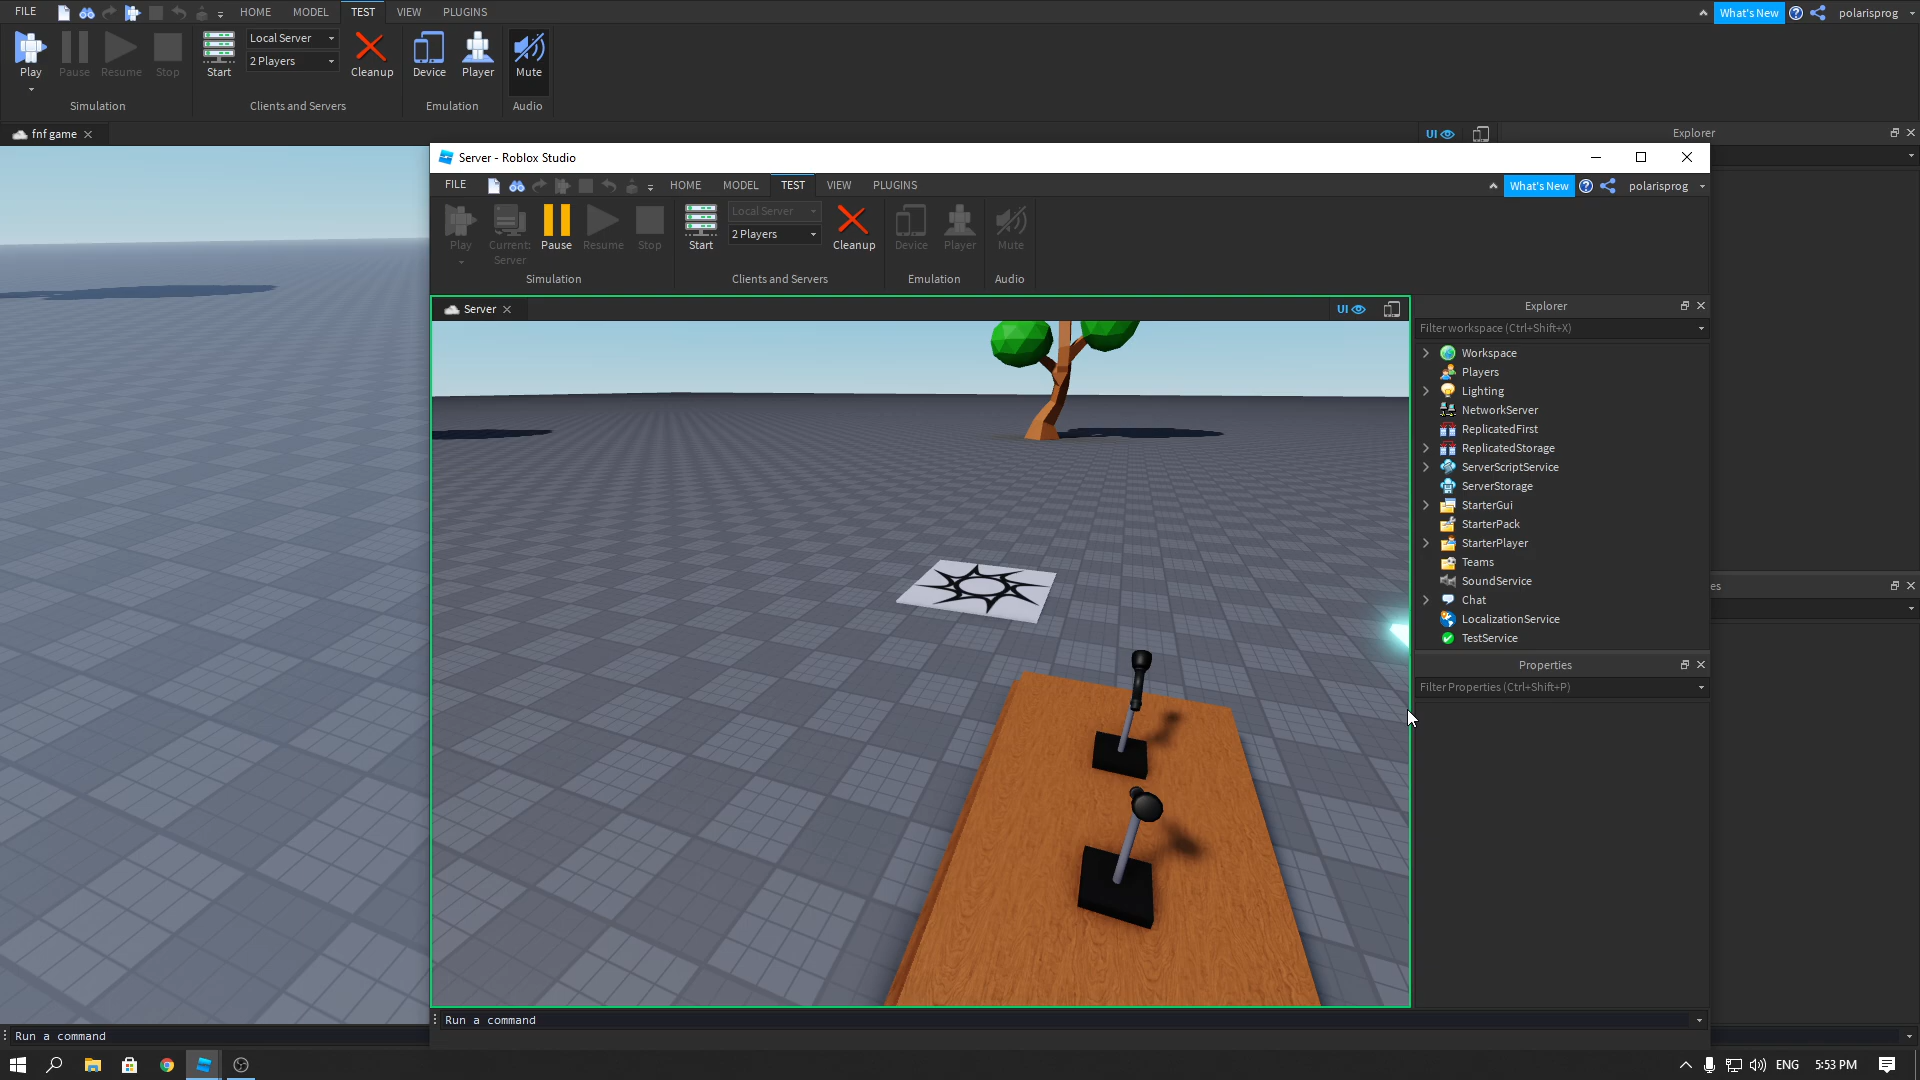 FILE HOME MODEL TEST VIEW PLUGINS What's New polarisprog
Play Pause Resume Stop Start Local Server 2 Players Cleanup Device Player Mute
Simulation Clients and Servers Emulation Audio
fnf game UI Explorer
Server - Roblox Studio
FILE HOME MODEL TEST VIEW PLUGINS What's New polarisprog
Local Server
2 Players
Play Current: Pause Resume Stop Start Cleanup Device Player Mute
Server
Simulation Clients and Servers Emulation Audio
Server UI Explorer
Filter workspace (Ctrl+Shift+X)
Workspace
Players
Lighting
NetworkServer
ReplicatedFirst
ReplicatedStorage
ServerScriptService
ServerStorage
StarterGui
StarterPack
StarterPlayer
Teams
SoundService
Chat
LocalizationService
TestService
es
Properties
Filter Properties (Ctrl+Shift+P)
Run a command
Run a command
ENG 5:53 PM